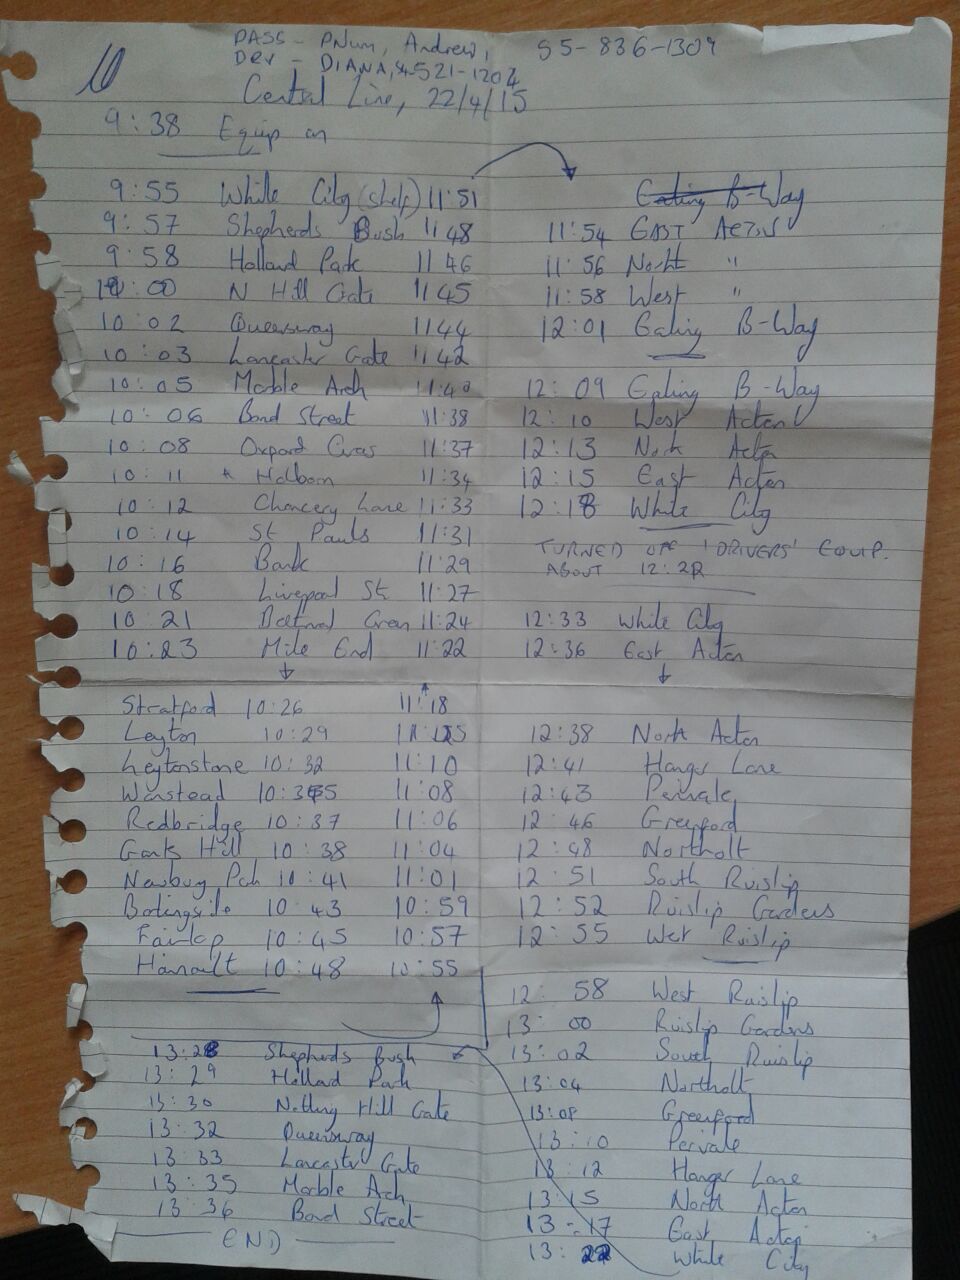 PASS - PNum, Andrew, 55-836-1309
Dev - DIANA, 4-521-1202
Central Line, 22/4/15
9:38 Equip on
9:55 White City (shelf) 11:51
9:57 Shepherds Bush 11 48
9:58 Holland Park 11 46
10:00 N Hill Gate 11 45
10:02 Queensway 11 44
10:03 Lancaster Gate 11 42
10:05 Marble Arch 11:40
10:06 Bond Street 11:38
10:08 Oxford Circus 11:37
10:11 * Holborn 11:34
10:12 Chancery Lane 11:33
10:14 St Pauls 11:31
10:16 Bank 11:29
10:18 Liverpool St 11:27
10:21 Bethnal Green 11:24
10:23 Mile End 11:22
Stratford 10:26 11:18
Leyton 10:29 11:15
Leytonstone 10:32 11:10
Wanstead 10:35 11:08
Redbridge 10:37 11:06
Gants Hill 10:38 11:04
Newbury Park 10:41 11:01
Barkingside 10:43 10:59
Fairlop 10:45 10:57
Hainault 10:48 10:55
Ealing B-Way
11:54 EAST ACTON
11:56 North "
11:58 West "
12:01 Ealing B-Way
12:09 Ealing B-Way
12:10 West Acton
12:13 North Acton
12:15 East Acton
12:18 White City
TURNED OFF 'DRIVERS' EQUIP.
ABOUT 12:22
12:33 White City
12:36 East Acton
12:38 North Acton
12:41 Hanger Lane
12:43 Perivale
12:46 Greenford
12:48 Northolt
12:51 South Ruislip
12:52 Ruislip Gardens
12:55 West Ruislip
12:58 West Ruislip
13:00 Ruislip Gardens
13:02 South Ruislip
13:04 Northolt
13:08 Greenford
13:10 Perivale
13:12 Hanger Lane
13:15 North Acton
13-17 East Acton
13:22 White City
13:28 Shepherds Bush
13:29 Holland Park
13:30 Notting Hill Gate
13:32 Queensway
13:33 Lancaster Gate
13:35 Marble Arch
13:36 Bond Street
END